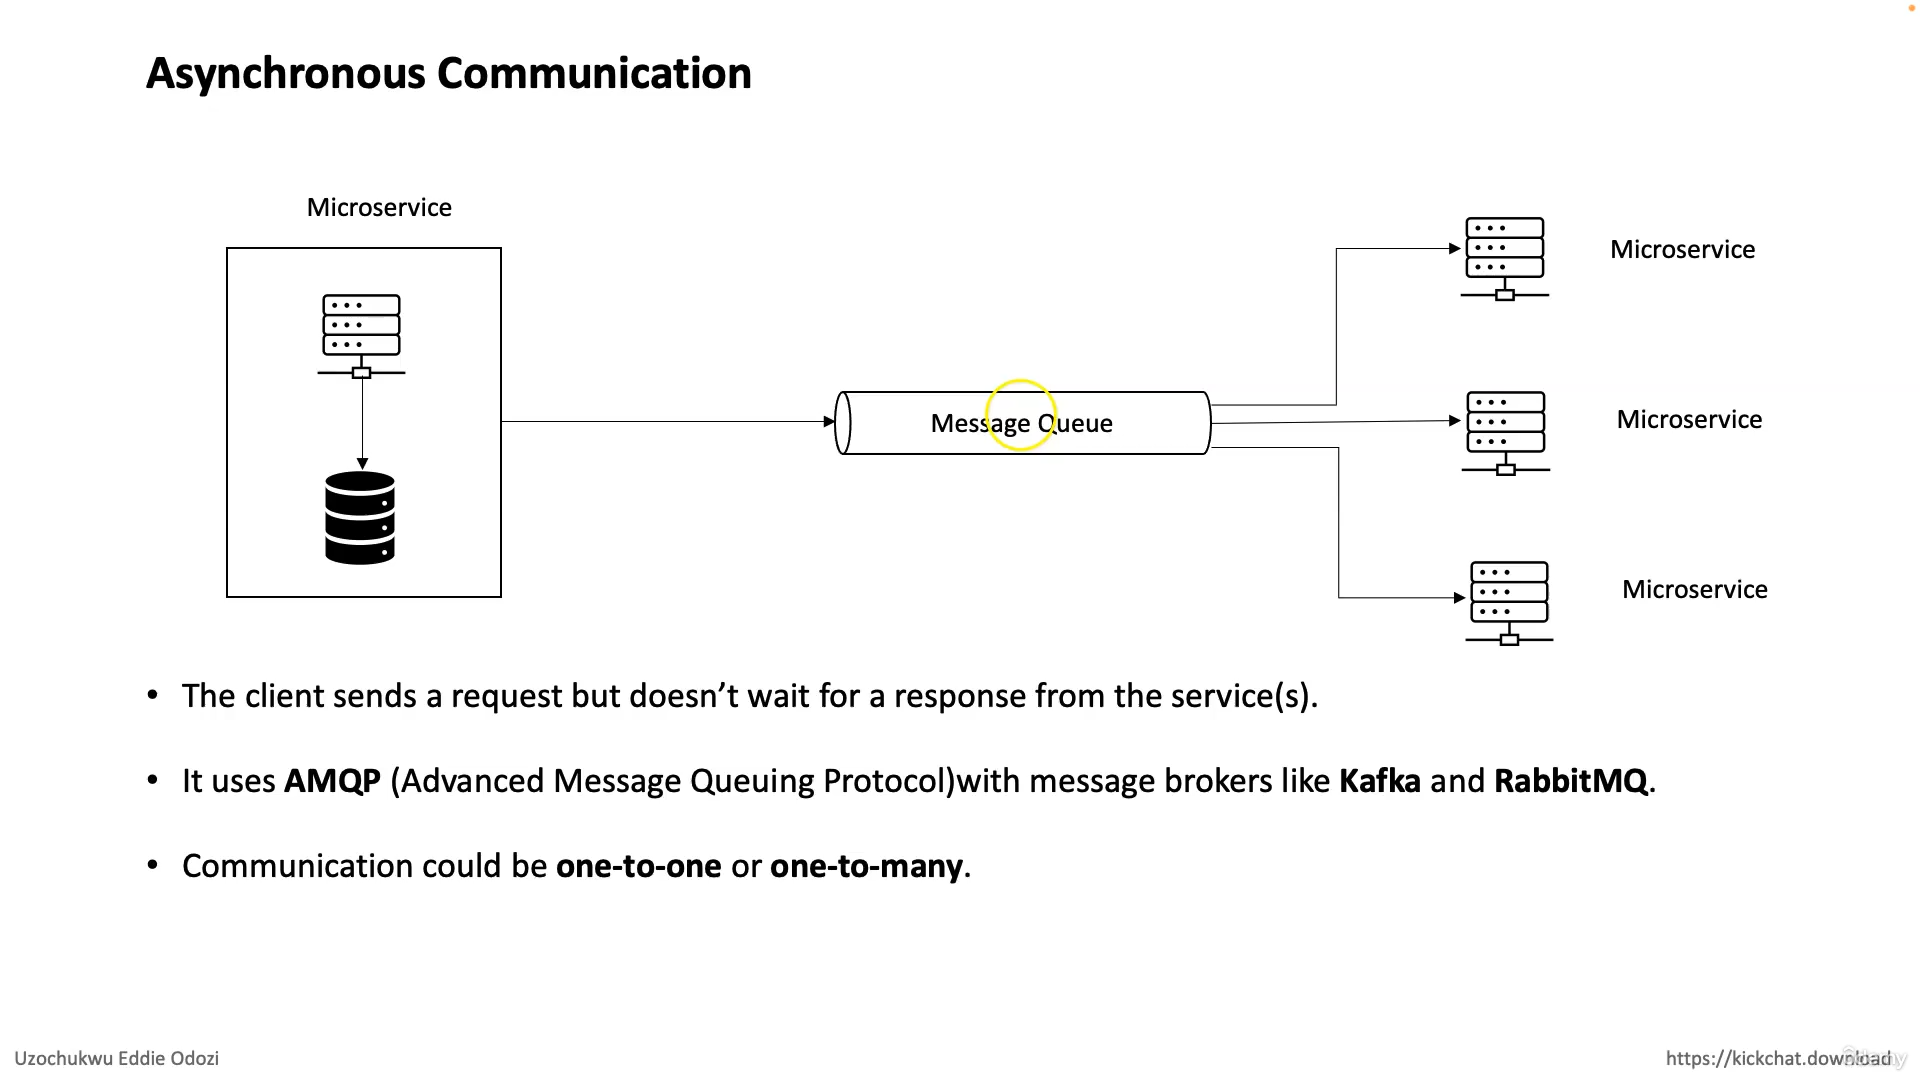 Asynchronous Communication
Microservice
Microservice
Message Queue
Microservice
Microservice
• The client sends a request but doesn’t wait for a response from the service(s).
• It uses AMQP (Advanced Message Queuing Protocol)with message brokers like Kafka and RabbitMQ.
• Communication could be one-to-one or one-to-many.
Uzochukwu Eddie Odozi
https://kickchat.download